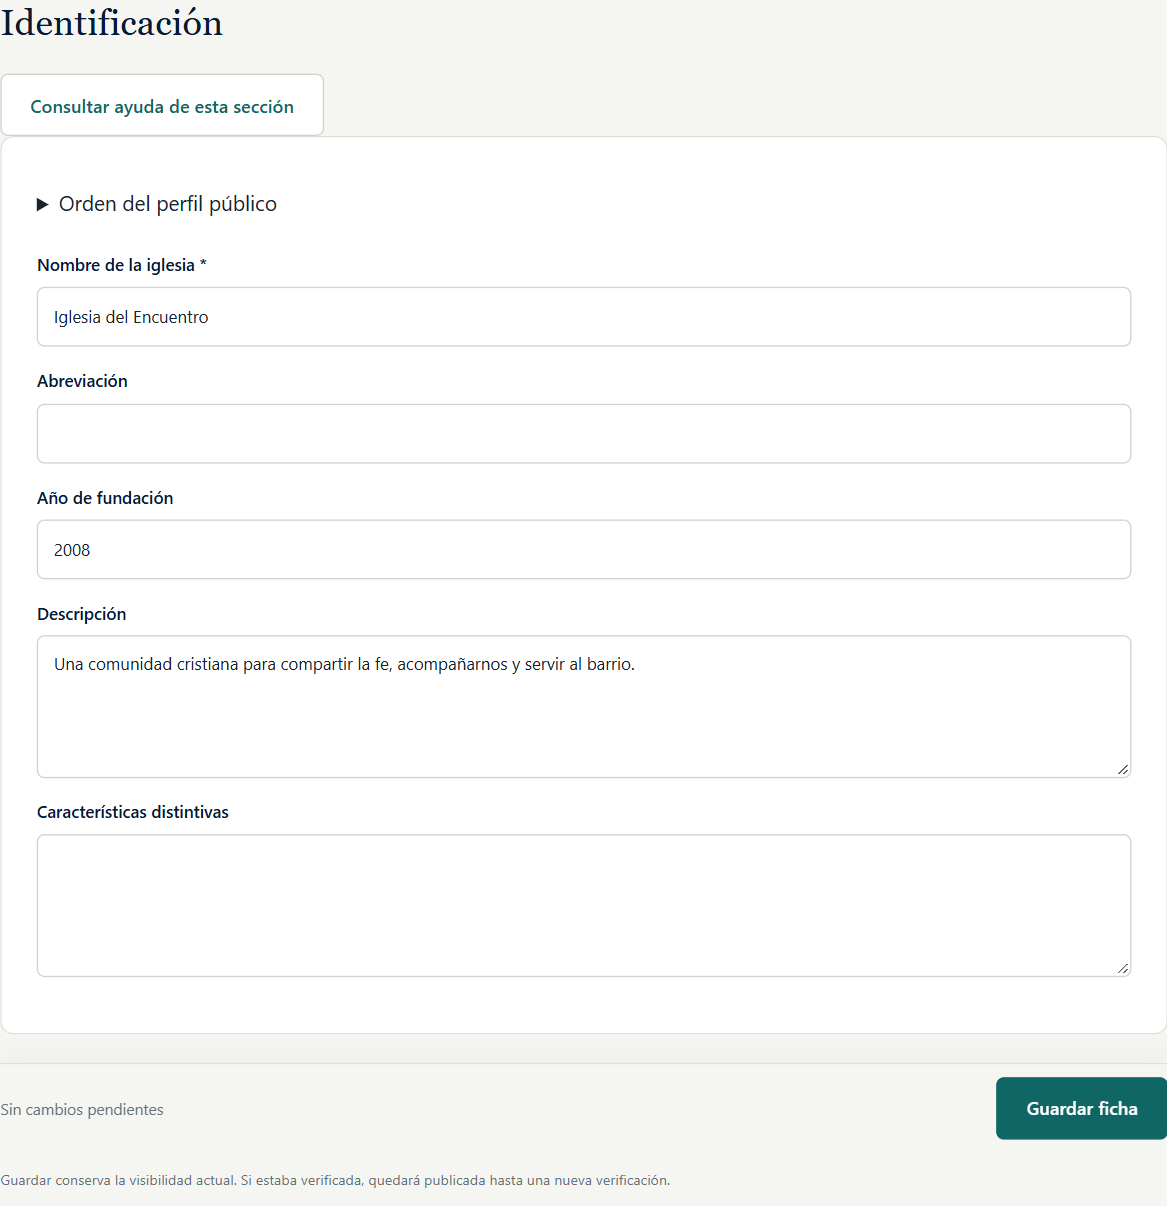 Identificación
Consultar ayuda de esta sección
Orden del perfil público
Nombre de la iglesia *
Iglesia del Encuentro
Abreviación
Año de fundación
2008
Descripción
Una comunidad cristiana para compartir la fe, acompañarnos y servir al barrio.
Características distintivas
Sin cambios pendientes
Guardar ficha
Guardar conserva la visibilidad actual. Si estaba verificada, quedará publicada hasta una nueva verificación.